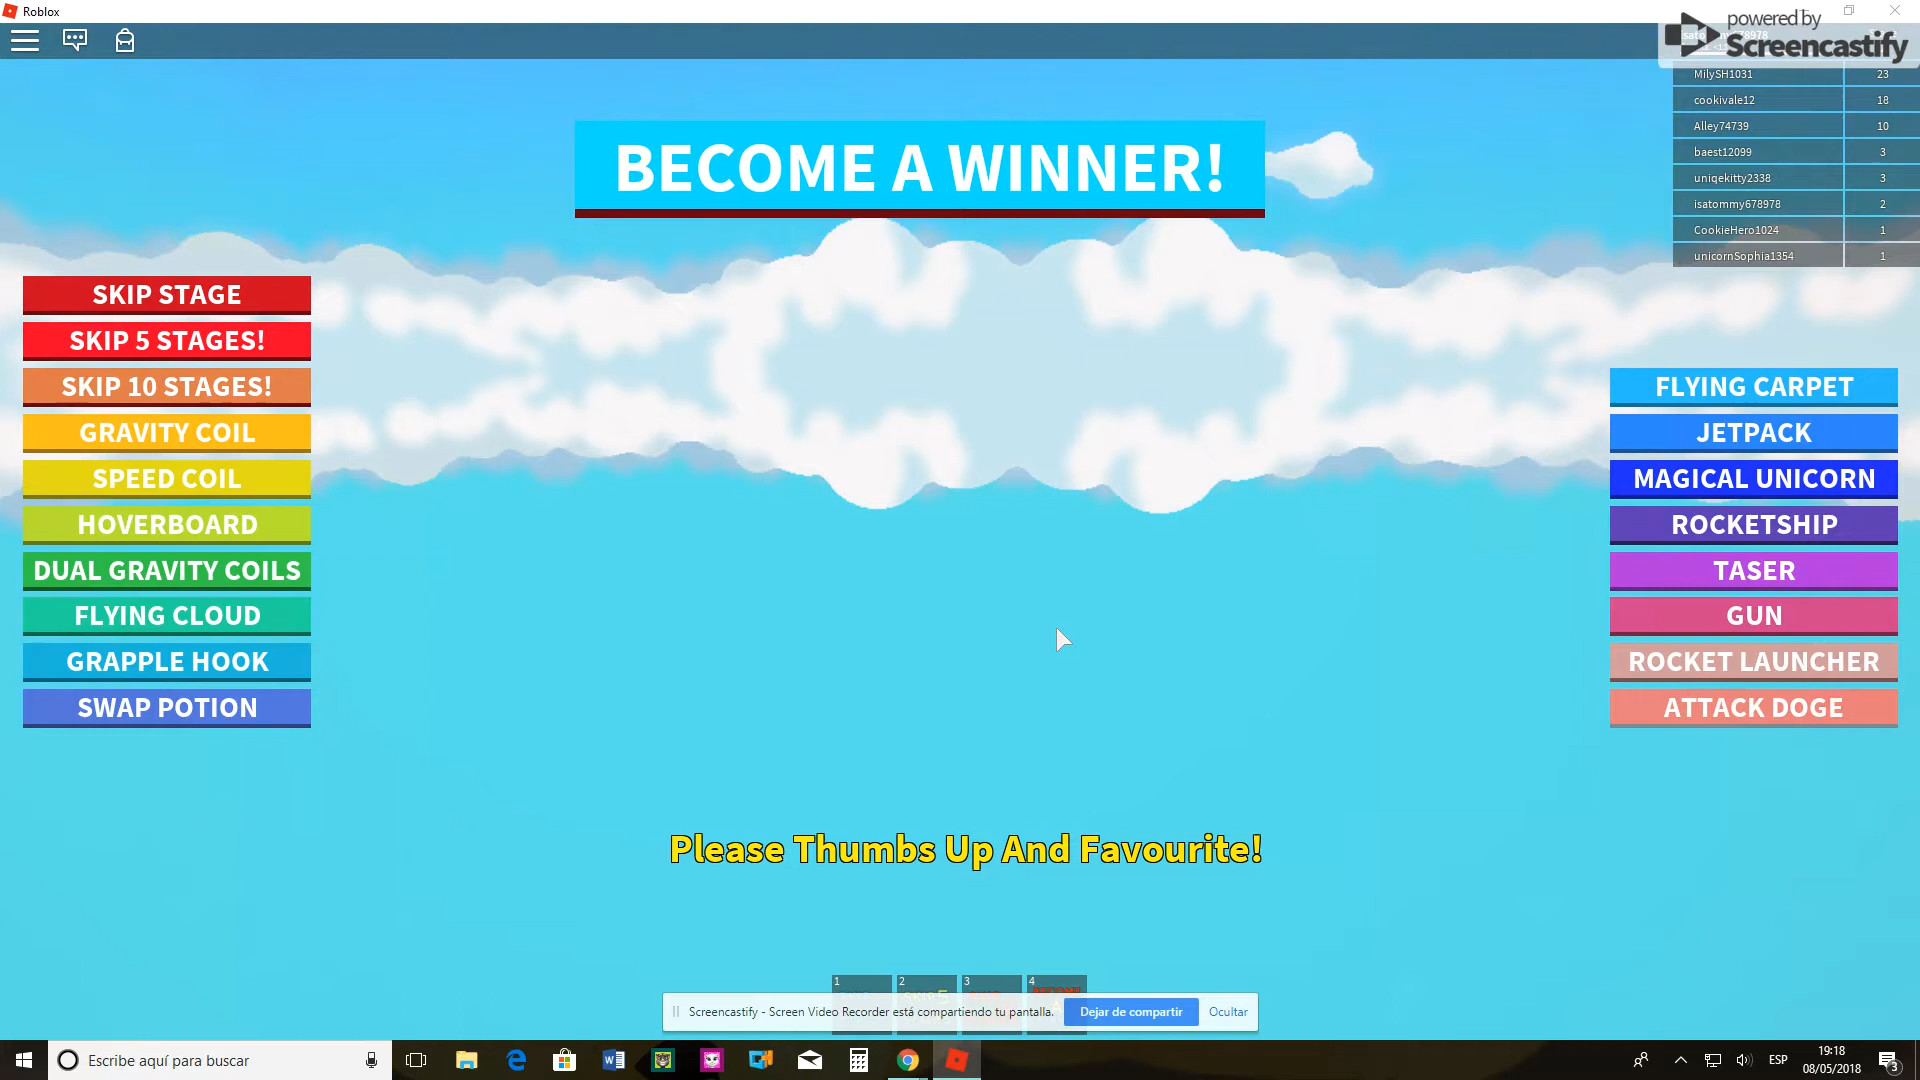 Roblox
powered by
Screencastify
MilySH1031 23
cookivale12 18
Alley74739 10
baest12099 3
uniqekitty2338 3
isatommy678978 2
CookieHero1024 1
unicornSophia1354 1
BECOME A WINNER!
SKIP STAGE
SKIP 5 STAGES!
SKIP 10 STAGES!
GRAVITY COIL
SPEED COIL
HOVERBOARD
DUAL GRAVITY COILS
FLYING CLOUD
GRAPPLE HOOK
SWAP POTION
FLYING CARPET
JETPACK
MAGICAL UNICORN
ROCKETSHIP
TASER
GUN
ROCKET LAUNCHER
ATTACK DOGE
Please Thumbs Up And Favourite!
1 2 3 4
Screencastify - Screen Video Recorder está compartiendo tu pantalla. Dejar de compartir Ocultar
Escribe aquí para buscar
ESP
19:18
08/05/2018
3